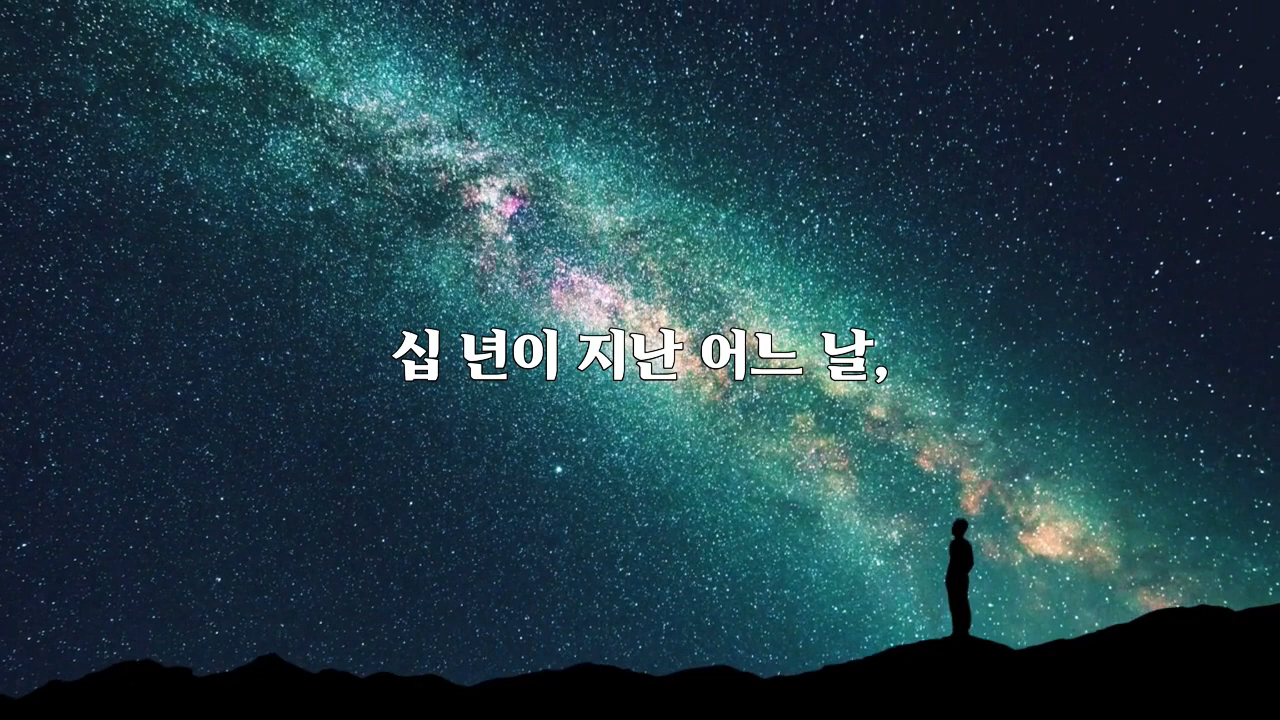 십 년이 지난 어느 날,